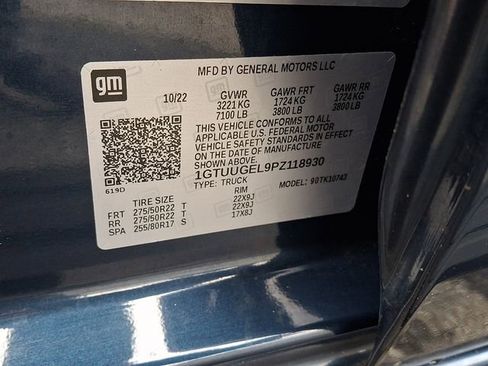 gm
MFD BY GENERAL MOTORS LLC
10/22 GVWR GAWR FRT GAWR RR
3221 KG 1724 KG 1724 KG
7100 LB 3800 LB 3800 LB
THIS VEHICLE CONFORMS TO ALL
APPLICABLE U.S. FEDERAL MOTOR
VEHICLE SAFETY STANDARDS IN EFFECT
ON THE DATE OF MANUFACTURE
SHOWN ABOVE.
1GTUUGEL9PZ118930
TYPE: TRUCK MODEL: 90TK10743
619D
TIRE SIZE RIM
FRT 275/50R22 T 22X9J
RR 275/50R22 T 22X9J
SPA 255/80R17 S 17X8J